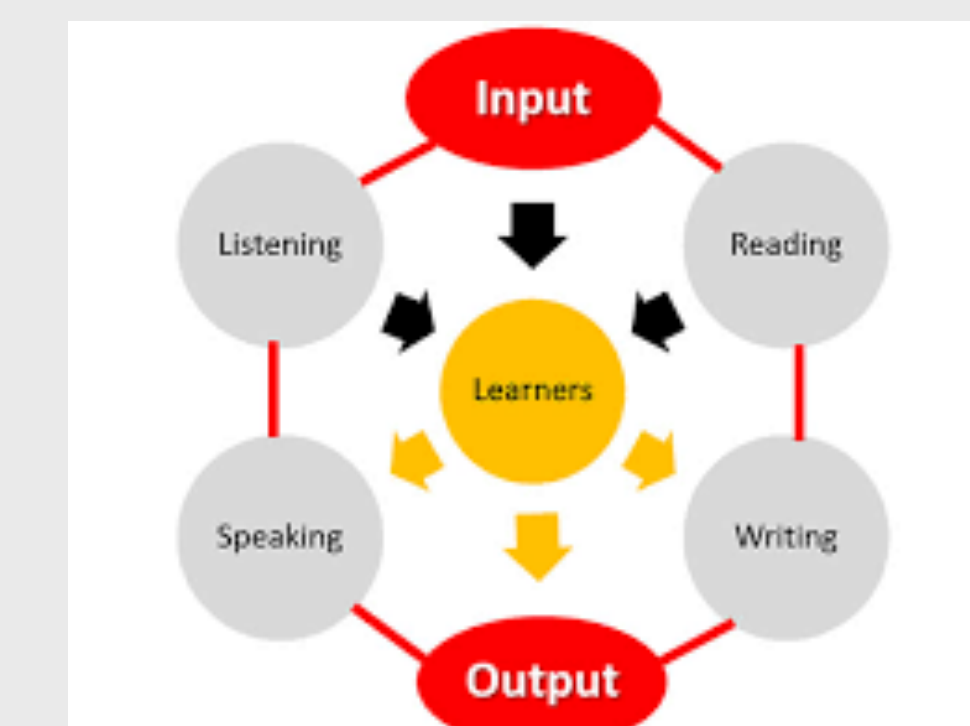 Input
Listening
Reading
Learners
Speaking
Writing
Output